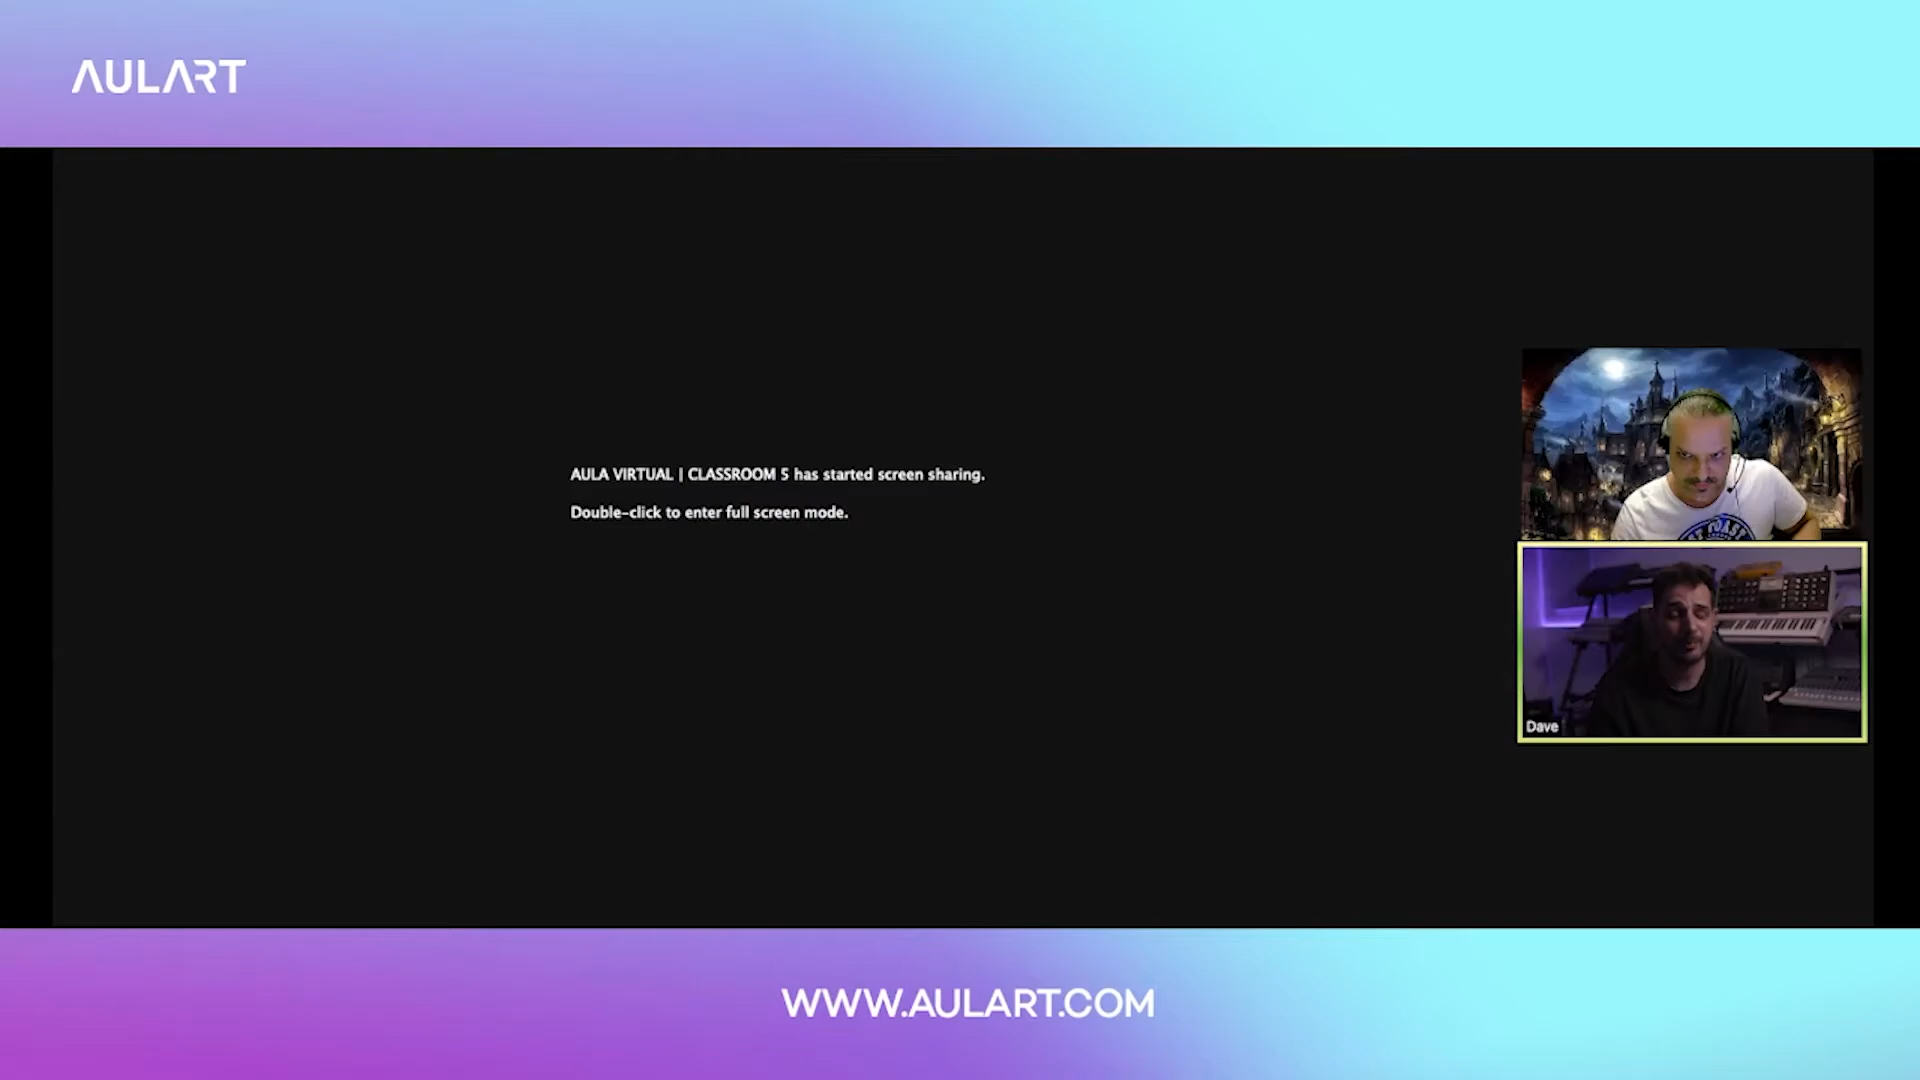 AULART
AULA VIRTUAL | CLASSROOM 5 has started screen sharing.
Double-click to enter full screen mode.
Dave
WWW.AULART.COM